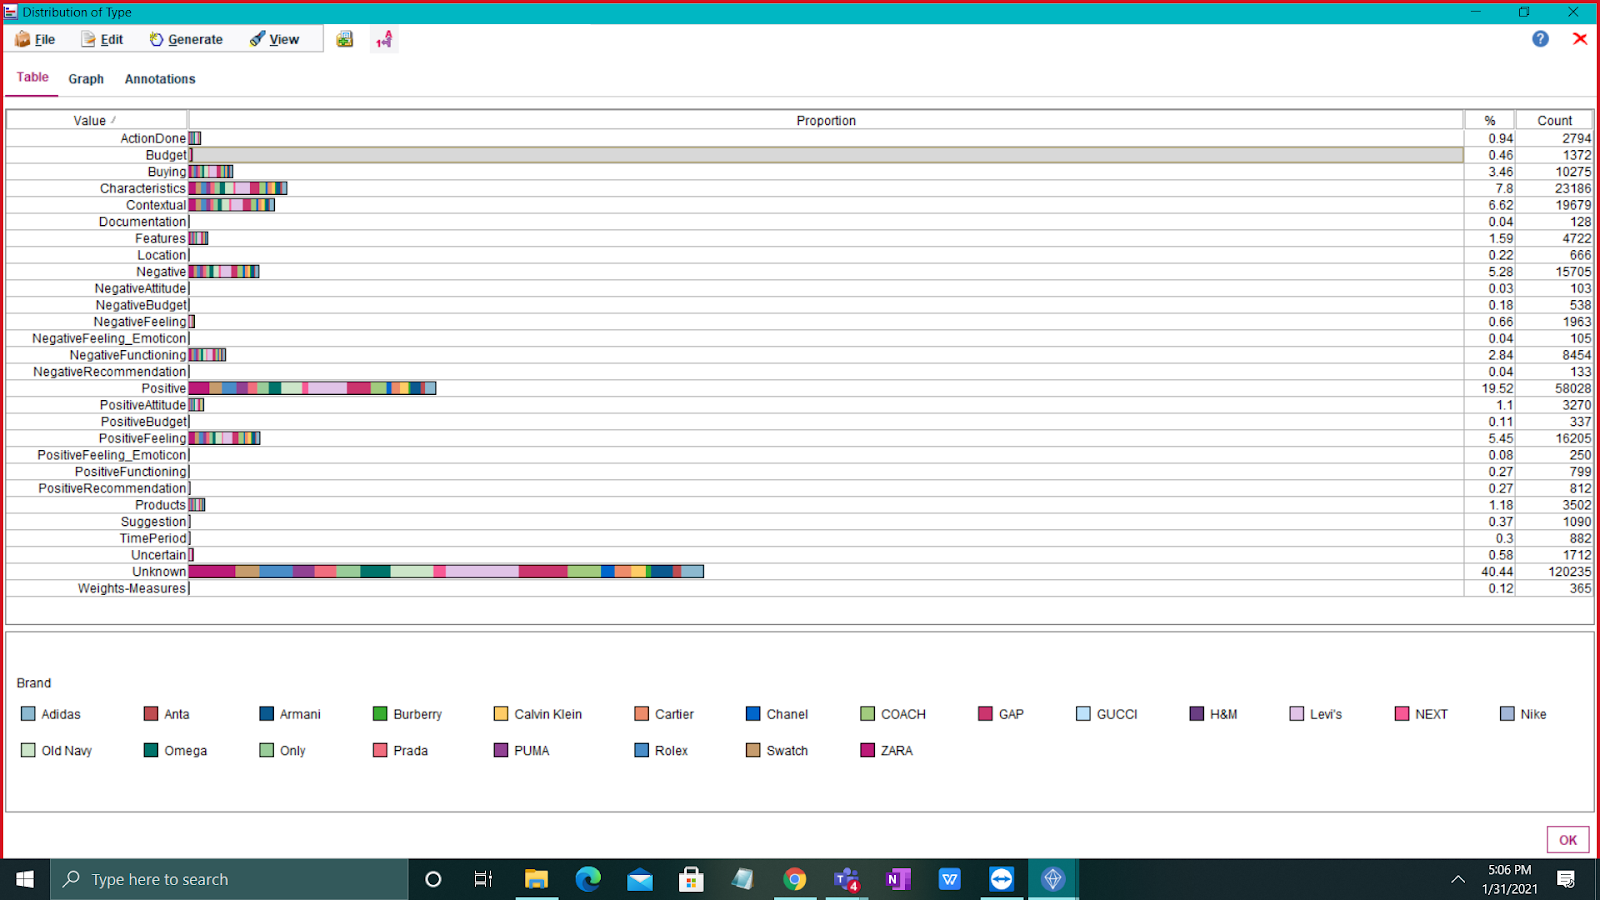 Distribution of Type
File Edit Generate View
Table Graph Annotations
Value Proportion % Count
ActionDone 0.94 2794
Budget 0.46 1372
Buying 3.46 10275
Characteristics 7.8 23186
Contextual 6.62 19679
Documentation 0.04 128
Features 1.59 4722
Location 0.22 666
Negative 5.28 15705
NegativeAttitude 0.03 103
NegativeBudget 0.18 538
NegativeFeeling 0.66 1963
NegativeFeeling_Emoticon 0.04 105
NegativeFunctioning 2.84 8454
NegativeRecommendation 0.04 133
Positive 19.52 58028
PositiveAttitude 1.1 3270
PositiveBudget 0.11 337
PositiveFeeling 5.45 16205
PositiveFeeling_Emoticon 0.08 250
PositiveFunctioning 0.27 799
PositiveRecommendation 0.27 812
Products 1.18 3502
Suggestion 0.37 1090
TimePeriod 0.3 882
Uncertain 0.58 1712
Unknown 40.44 120235
Weights-Measures 0.12 365
Brand
Adidas Anta Armani Burberry Calvin Klein Cartier Chanel COACH GAP GUCCI H&M Levi's NEXT Nike
Old Navy Omega Only Prada PUMA Rolex Swatch ZARA
OK
Type here to search
5:06 PM
1/31/2021